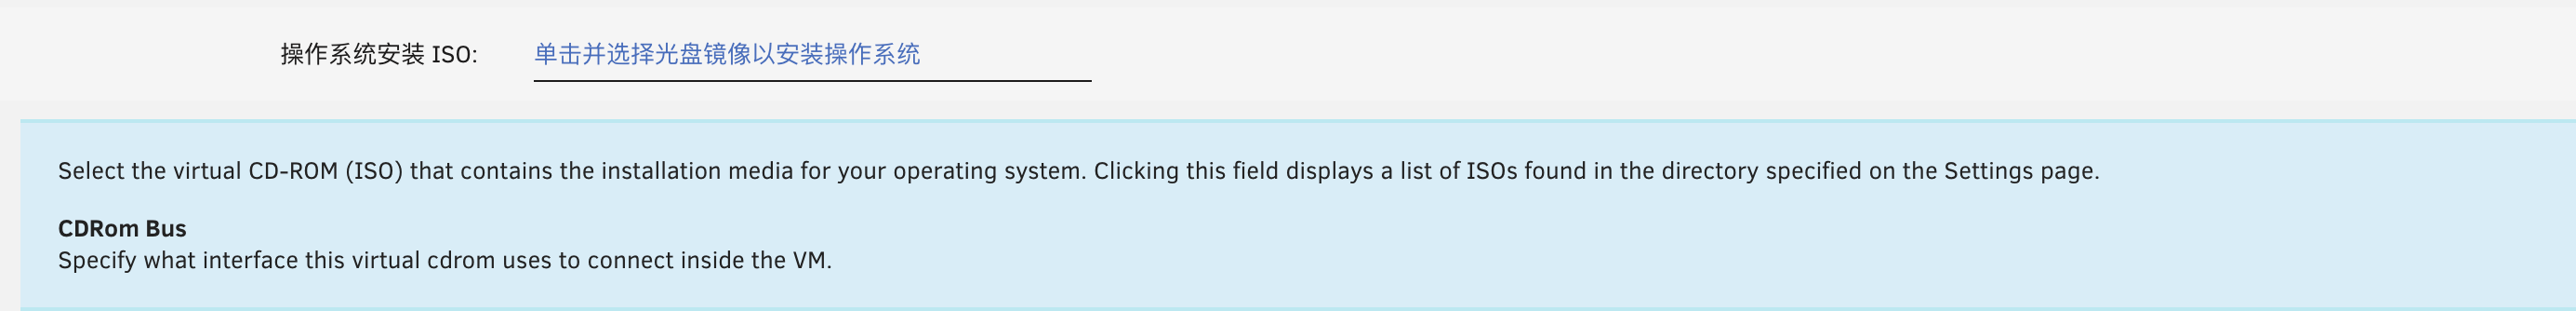 操作系统安装 ISO: 单击并选择光盘镜像以安装操作系统
Select the virtual CD-ROM (ISO) that contains the installation media for your operating system. Clicking this field displays a list of ISOs found in the directory specified on the Settings page.
CDRom Bus
Specify what interface this virtual cdrom uses to connect inside the VM.